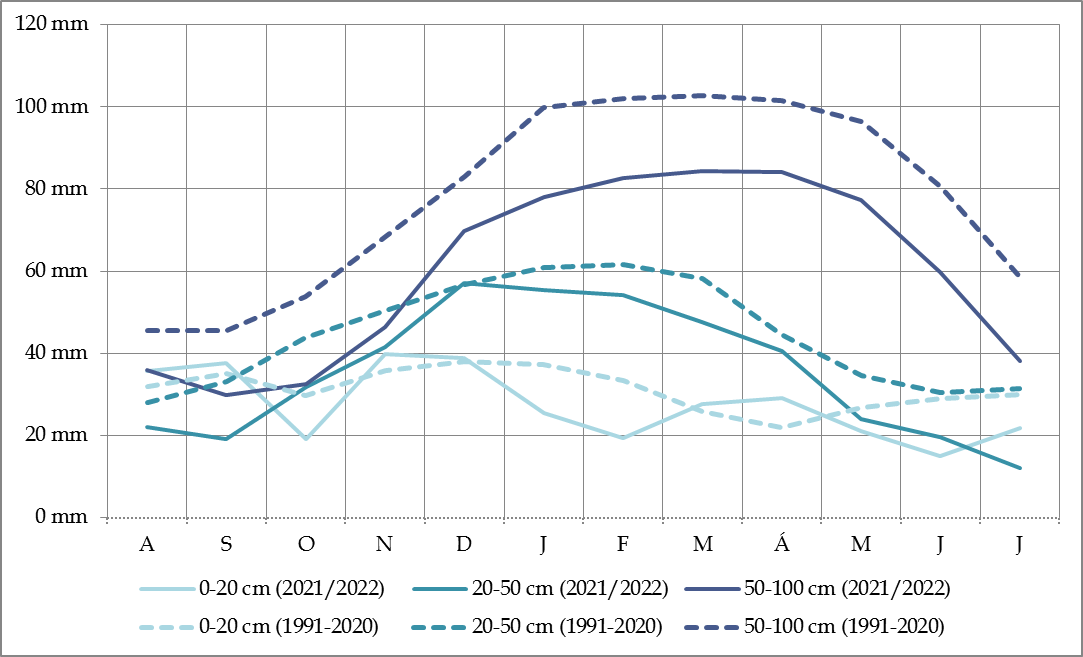 120 mm
100 mm
80 mm
60 mm
40 mm
20 mm
0 mm
A S O N D J F M Á M J J
0-20 cm (2021/2022) 20-50 cm (2021/2022) 50-100 cm (2021/2022)
0-20 cm (1991-2020) 20-50 cm (1991-2020) 50-100 cm (1991-2020)